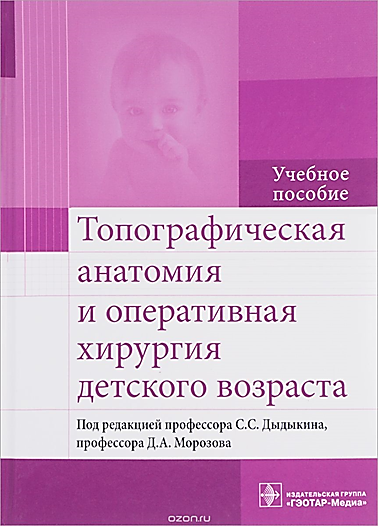 Учебное
пособие
Топографическая
анатомия
и оперативная
хирургия
детского возраста
Под редакцией профессора С.С. Дыдыкина,
профессора Д.А. Морозова
ИЗДАТЕЛЬСКАЯ ГРУППА
«ГЭОТАР-Медиа»
ozon.ru